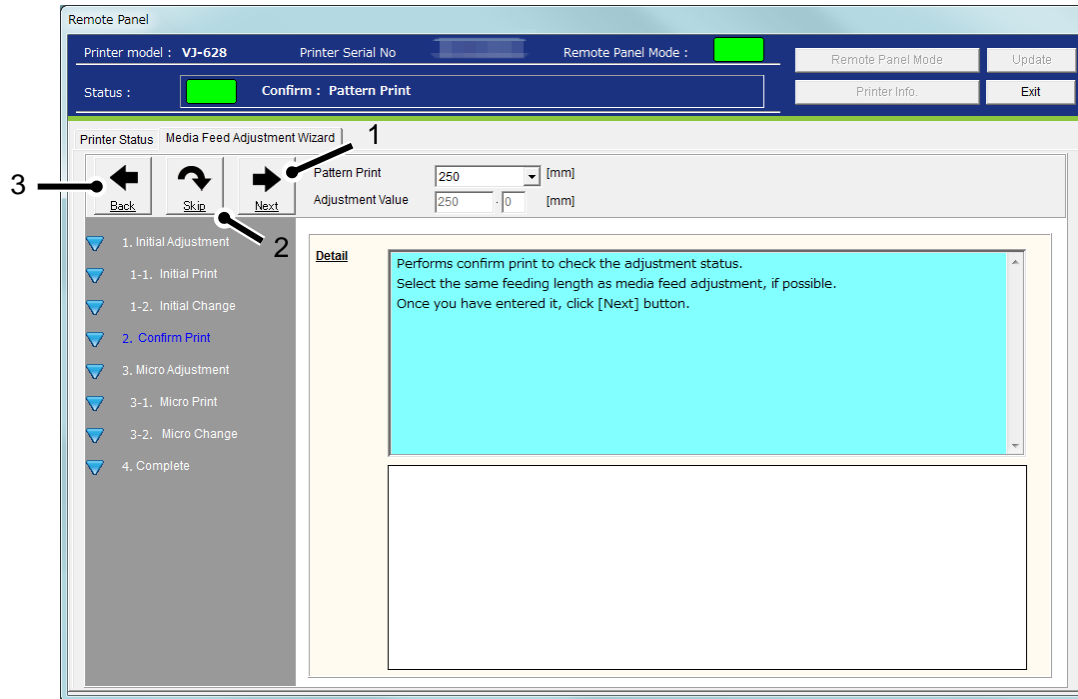 Remote Panel
Printer model : VJ-628 Printer Serial No Remote Panel Mode :
Remote Panel Mode Update
Status : Confirm : Pattern Print
Printer Info. Exit
Printer Status Media Feed Adjustment Wizard
1
3
Back Skip Next
Pattern Print 250 [mm]
Adjustment Value 250 . 0 [mm]
2
1. Initial Adjustment
1-1. Initial Print
1-2. Initial Change
2. Confirm Print
3. Micro Adjustment
3-1. Micro Print
3-2. Micro Change
4. Complete
Detail
Performs confirm print to check the adjustment status.
Select the same feeding length as media feed adjustment, if possible.
Once you have entered it, click [Next] button.